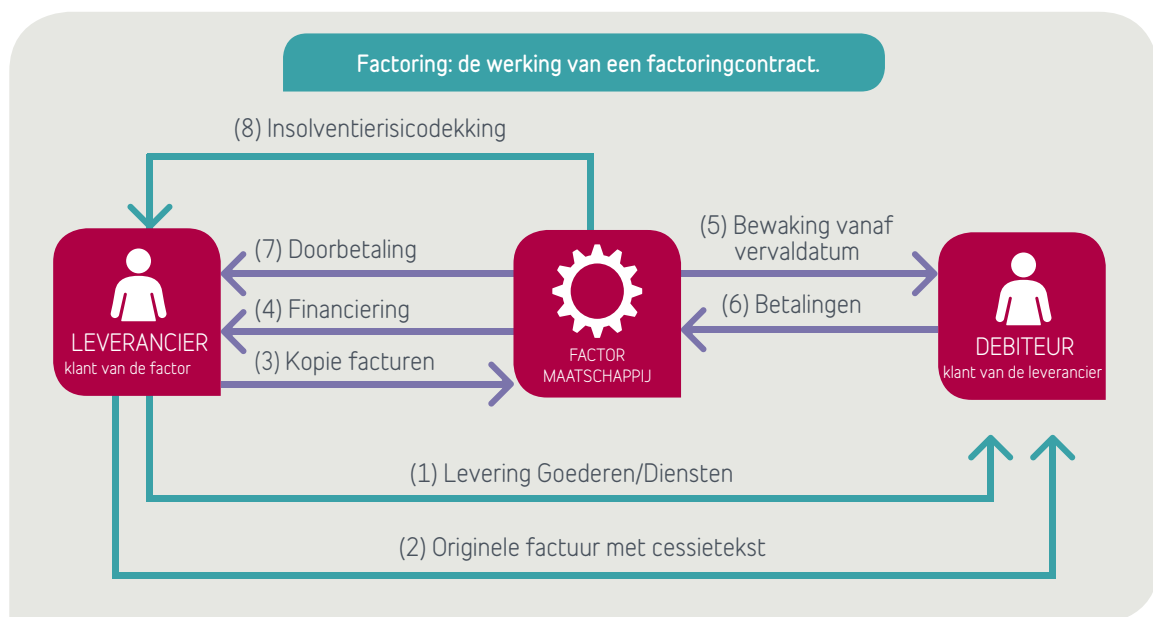 Factoring: de werking van een factoringcontract.
(8) Insolventierisicodekking
(7) Doorbetaling
(4) Financiering
(3) Kopie facturen
(5) Bewaking vanaf
vervaldatum
(6) Betalingen
LEVERANCIER
klant van de factor
FACTOR
MAATSCHAPPIJ
DEBITEUR
klant van de leverancier
(1) Levering Goederen/Diensten
(2) Originele factuur met cessietekst